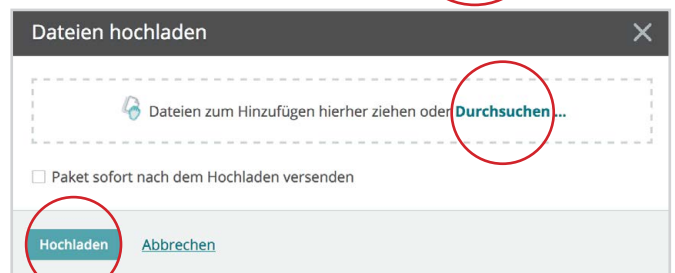 Dateien hochladen
Dateien zum Hinzufügen hierher ziehen oder Durchsuchen ...
Paket sofort nach dem Hochladen versenden
Hochladen Abbrechen